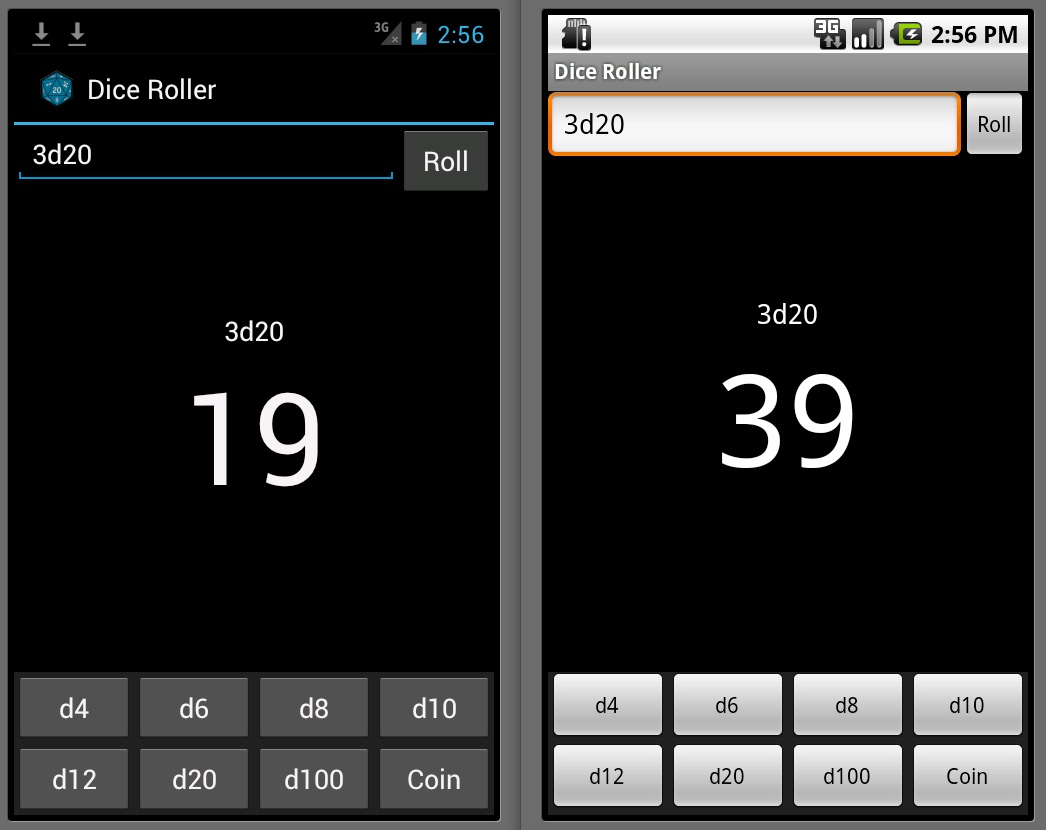 3G 2:56
20 Dice Roller
3d20 Roll
3d20
19
d4 d6 d8 d10
d12 d20 d100 Coin
3G 2:56 PM
Dice Roller
3d20 Roll
3d20
39
d4 d6 d8 d10
d12 d20 d100 Coin